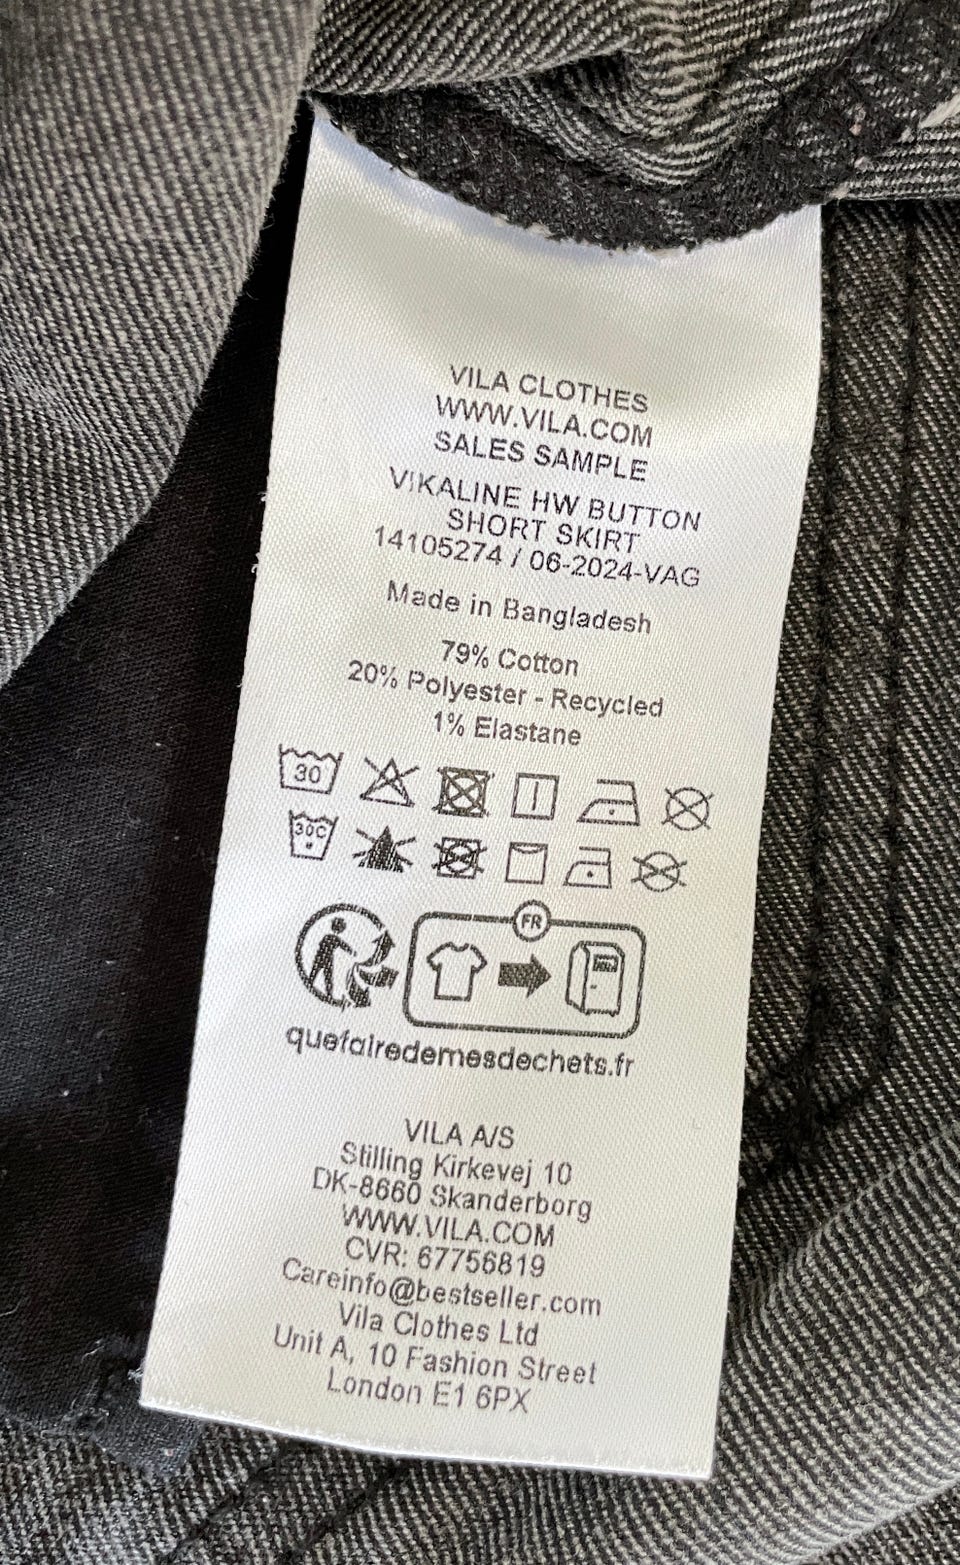 VILA CLOTHES
WWW.VILA.COM
SALES SAMPLE
VIKALINE HW BUTTON
SHORT SKIRT
14105274 / 06-2024-VAG
Made in Bangladesh
79% Cotton
20% Polyester - Recycled
1% Elastane
30
30C
FR
quefairedemesdechets.fr
VILA A/S
Stilling Kirkevej 10
DK-8660 Skanderborg
WWW.VILA.COM
CVR: 67756819
Careinfo@bestseller.com
Vila Clothes Ltd
Unit A, 10 Fashion Street
London E1 6PX